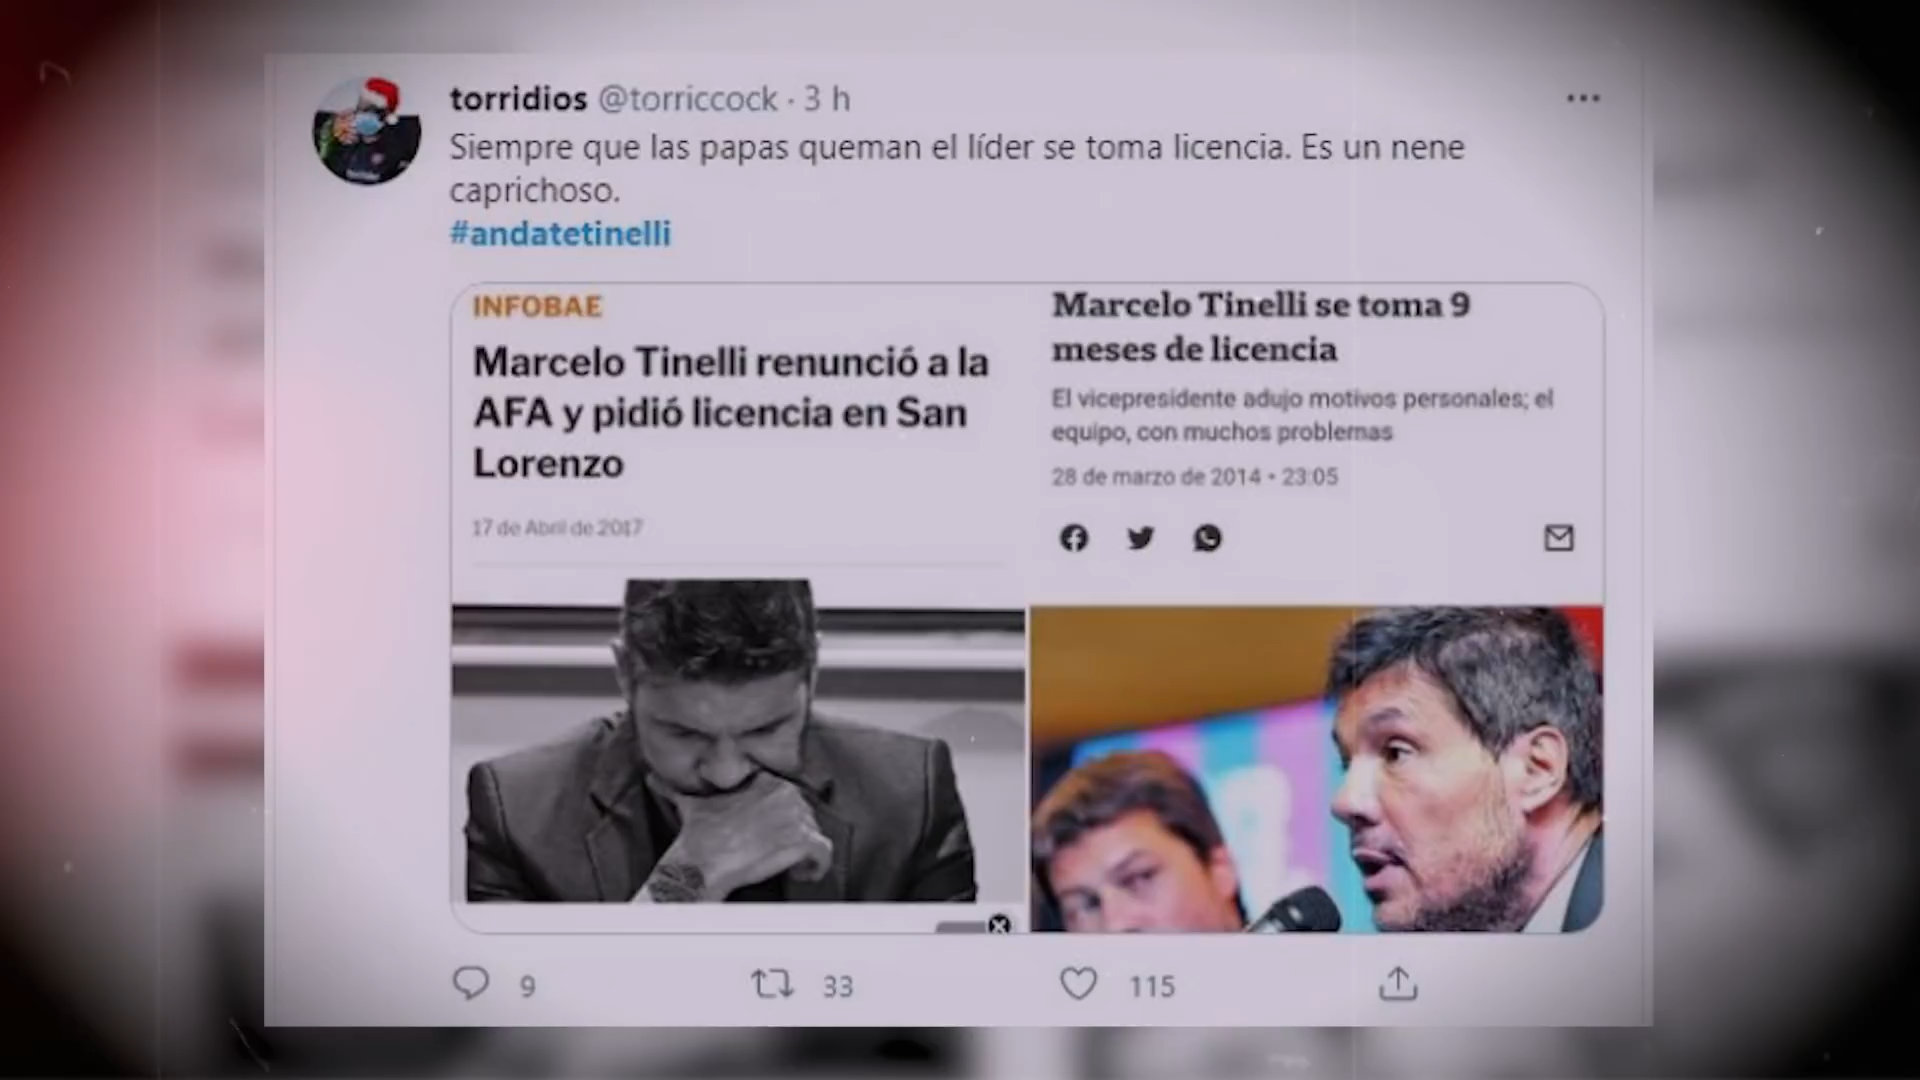 torridios @torriccock · 3 h
Siempre que las papas queman el líder se toma licencia. Es un nene
caprichoso.
#andatetinelli
INFOBAE
Marcelo Tinelli renunció a la
AFA y pidió licencia en San
Lorenzo
17 de Abril de 2017
Marcelo Tinelli se toma 9
meses de licencia
El vicepresidente adujo motivos personales; el
equipo, con muchos problemas
28 de marzo de 2014 • 23:05
9
33
115